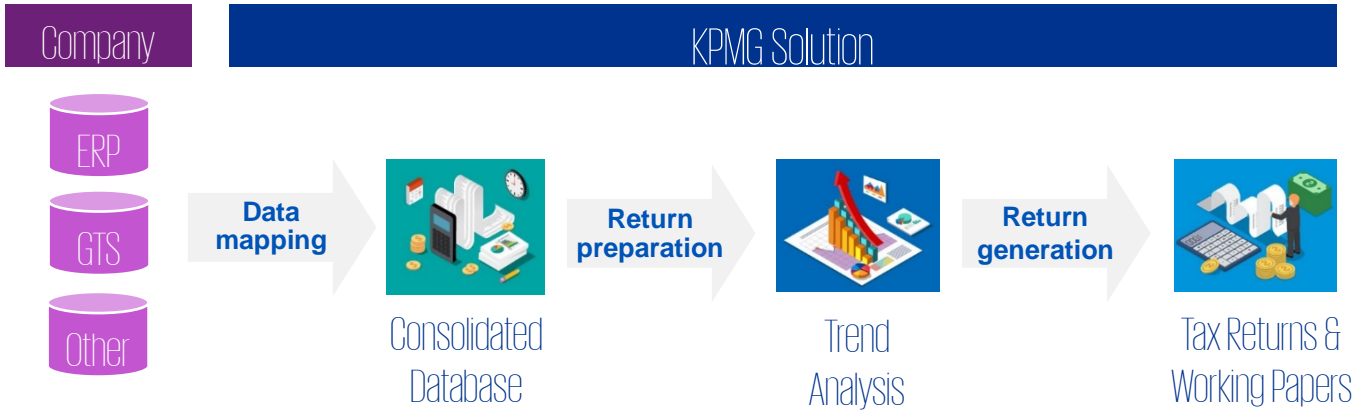 Company
KPMG Solution
ERP
GTS
Other
Data
mapping
Consolidated
Database
Return
preparation
Trend
Analysis
Return
generation
Tax Returns &
Working Papers